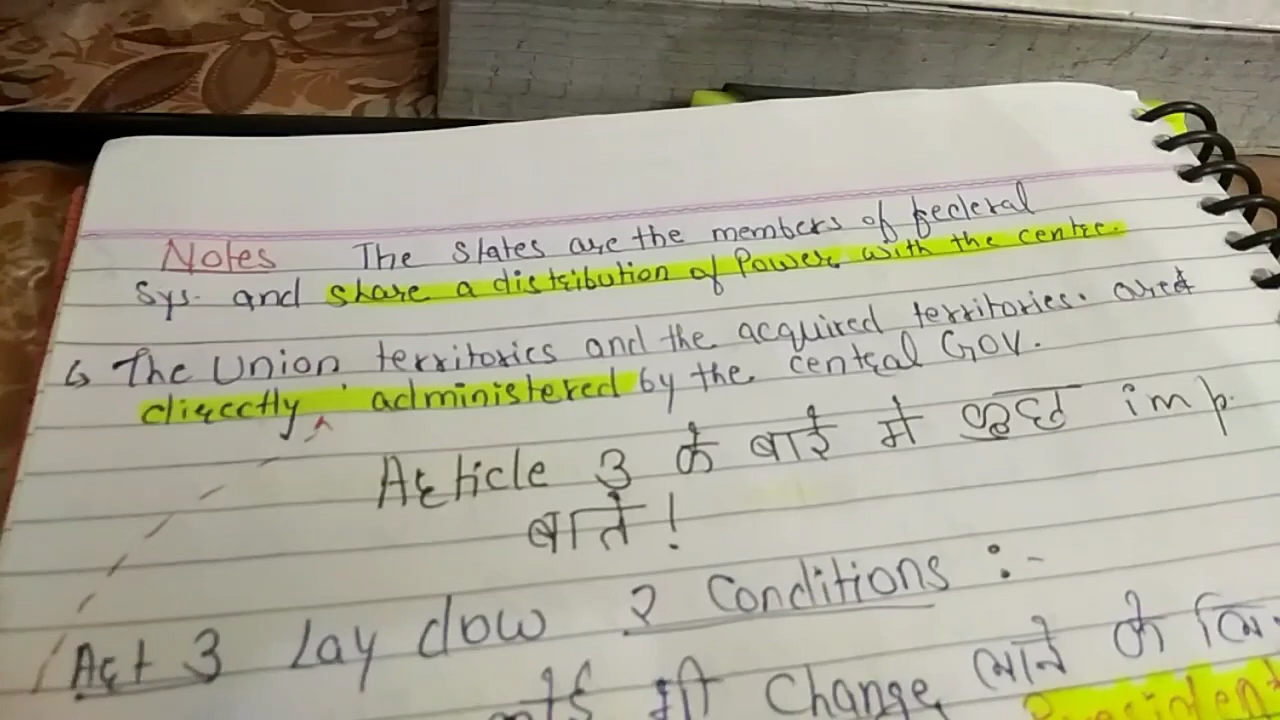 Notes The States are the members of federal
Sys. and share a distribution of Power with the centre.
↳ The Union territories and the acquired territories. are
directly administered by the central Gov.
Article 3 के बारे में कुछ imp.
बातें !
Art 3 Lay dow 2 Conditions :-
भी Change लाने के लि
President